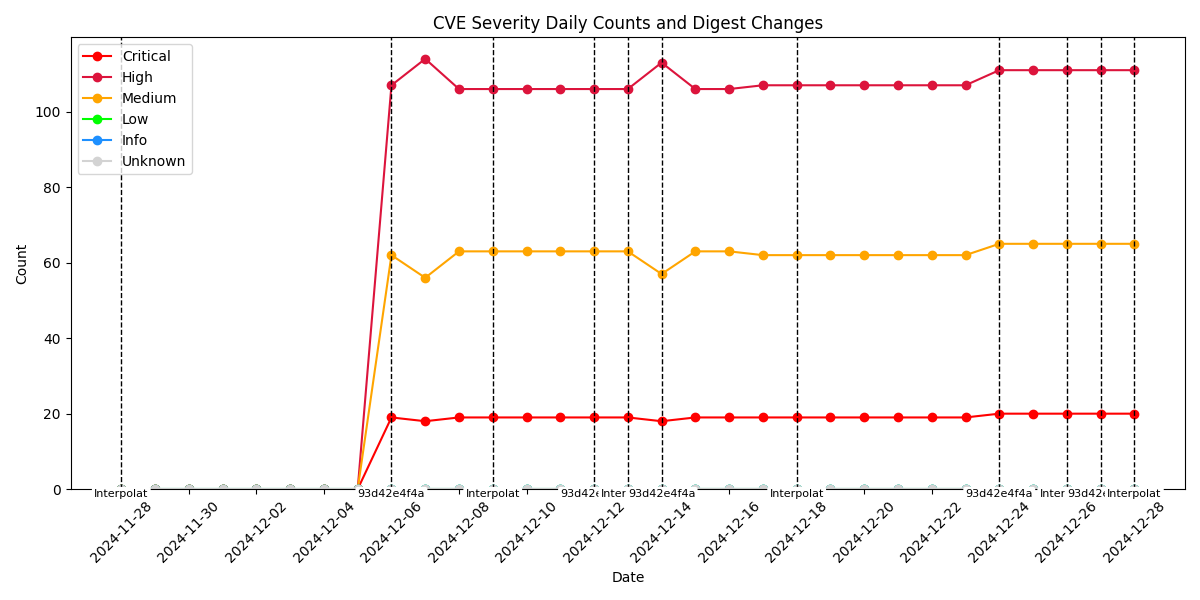 CVE Severity Daily Counts and Digest Changes
Critical
High
Medium
Low
Info
Unknown
Count
100
80
60
40
20
0
Interpolat
93d42e4f4a
Interpolat
93d42e
Inter
93d42e4f4a
Interpolat
93d42e4f4a
Inter
93d42
Interpolat
2024-11-28
2024-11-30
2024-12-02
2024-12-04
2024-12-06
2024-12-08
2024-12-10
2024-12-12
2024-12-14
2024-12-16
2024-12-18
2024-12-20
2024-12-22
2024-12-24
2024-12-26
2024-12-28
Date